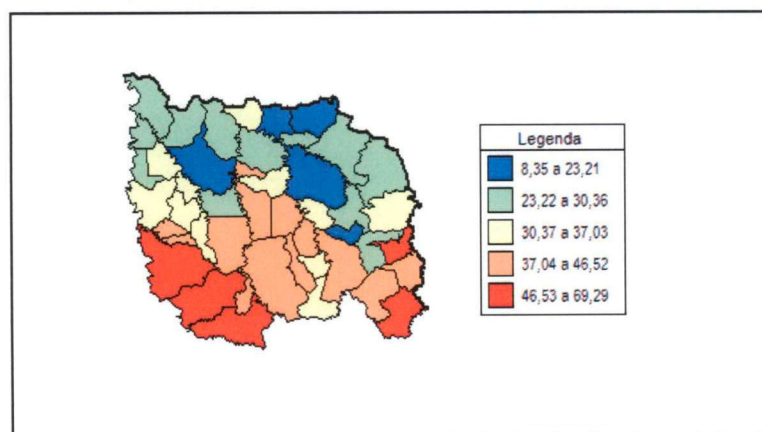 Legenda
8,35 a 23,21
23,22 a 30,36
30,37 a 37,03
37,04 a 46,52
46,53 a 69,29